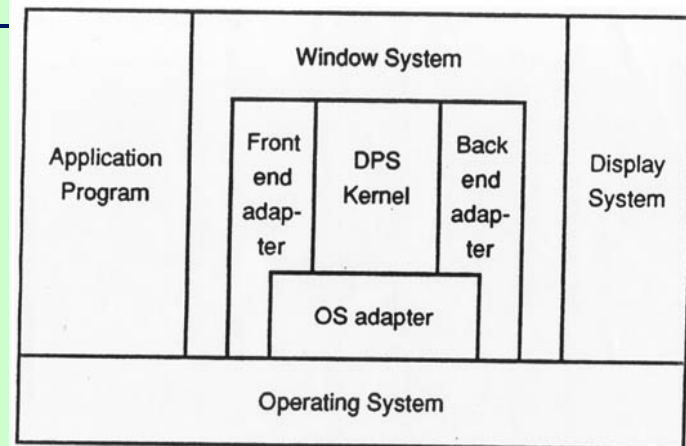 Window System
Application
Program
Front
end
adap-
ter
DPS
Kernel
Back
end
adap-
ter
Display
System
OS adapter
Operating System